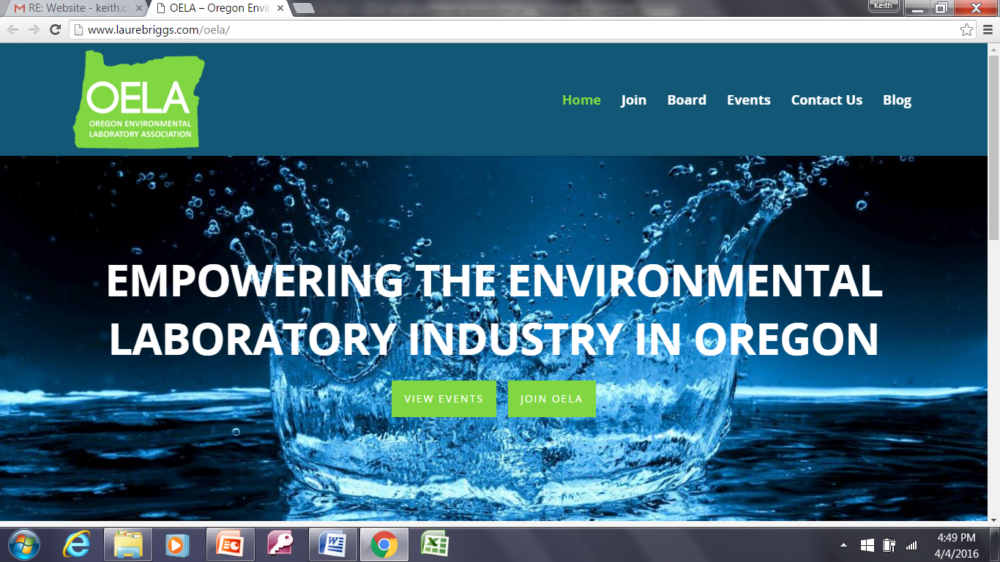 RE: Website - keith.c
OELA – Oregon Envir
Keith
www.laurebriggs.com/oela/
OELA
OREGON ENVIRONMENTAL
LABORATORY ASSOCIATION
Home Join Board Events Contact Us Blog
EMPOWERING THE ENVIRONMENTAL
LABORATORY INDUSTRY IN OREGON
VIEW EVENTS JOIN OELA
4:49 PM
4/4/2016